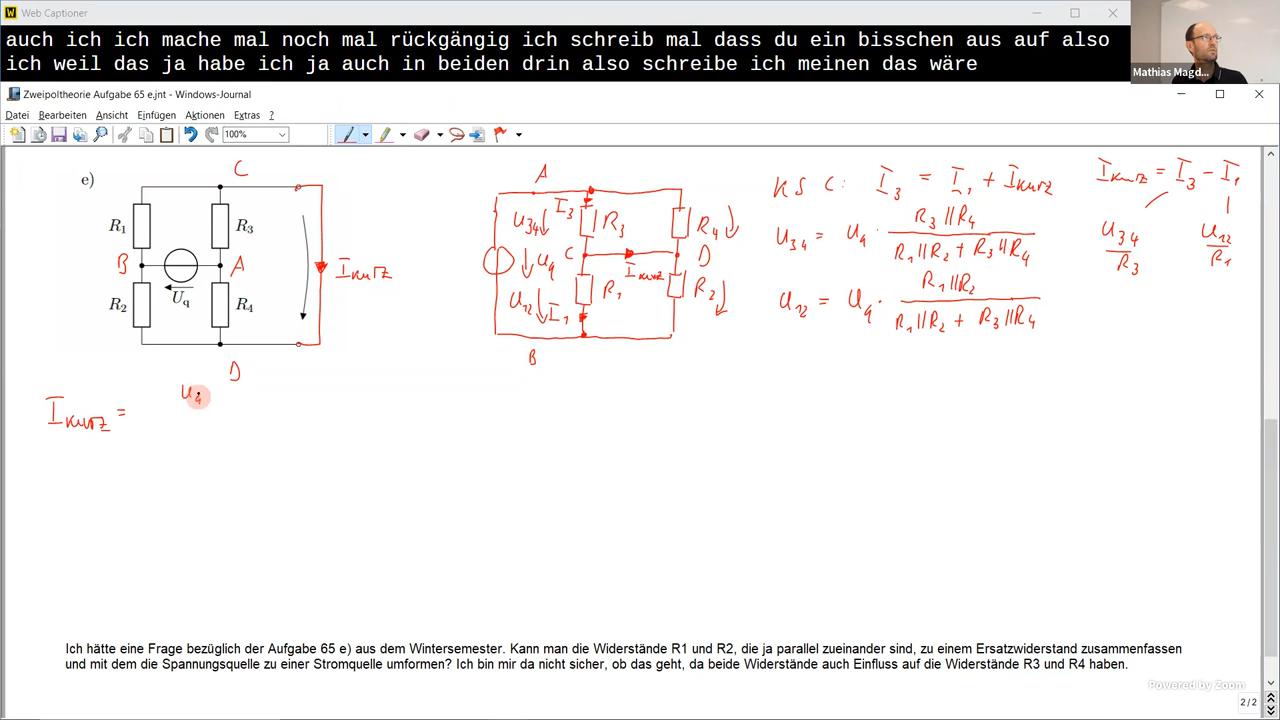 Web Captioner
auch ich ich mache mal noch mal rückgängig ich schreib mal dass du ein bisschen aus auf also
ich weil das ja habe ich ja auch in beiden drin also schreibe ich meinen das wäre
Mathias Magd...
Zweipoltheorie Aufgabe 65 e.jnt - Windows-Journal
Datei Bearbeiten Ansicht Einfügen Aktionen Extras ?
100%
e)
C
R1 R3
B A
Uq
R2 R4
D
Ikurz
A
I3
U34 R3 R4
C D
Uq Ikurz
U12 R1 R2
I1
B
KS C: I3 = I1 + Ikurz
U34 = Uq · R3||R4 / R1||R2 + R3||R4
U12 = Uq · R1||R2 / R1||R2 + R3||R4
Ikurz = I3 - I1
U34 / R3 U12 / R1
Ikurz = Uq
Ich hätte eine Frage bezüglich der Aufgabe 65 e) aus dem Wintersemester. Kann man die Widerstände R1 und R2, die ja parallel zueinander sind, zu einem Ersatzwiderstand zusammenfassen
und mit dem die Spannungsquelle zu einer Stromquelle umformen? Ich bin mir da nicht sicher, ob das geht, da beide Widerstände auch Einfluss auf die Widerstände R3 und R4 haben.
Powered by Zoom
2 / 2